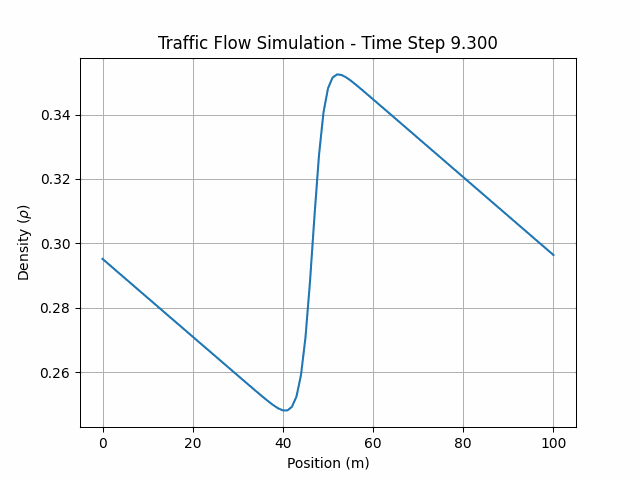 Traffic Flow Simulation - Time Step 9.300
Density (ρ)
0.34
0.32
0.30
0.28
0.26
0 20 40 60 80 100
Position (m)